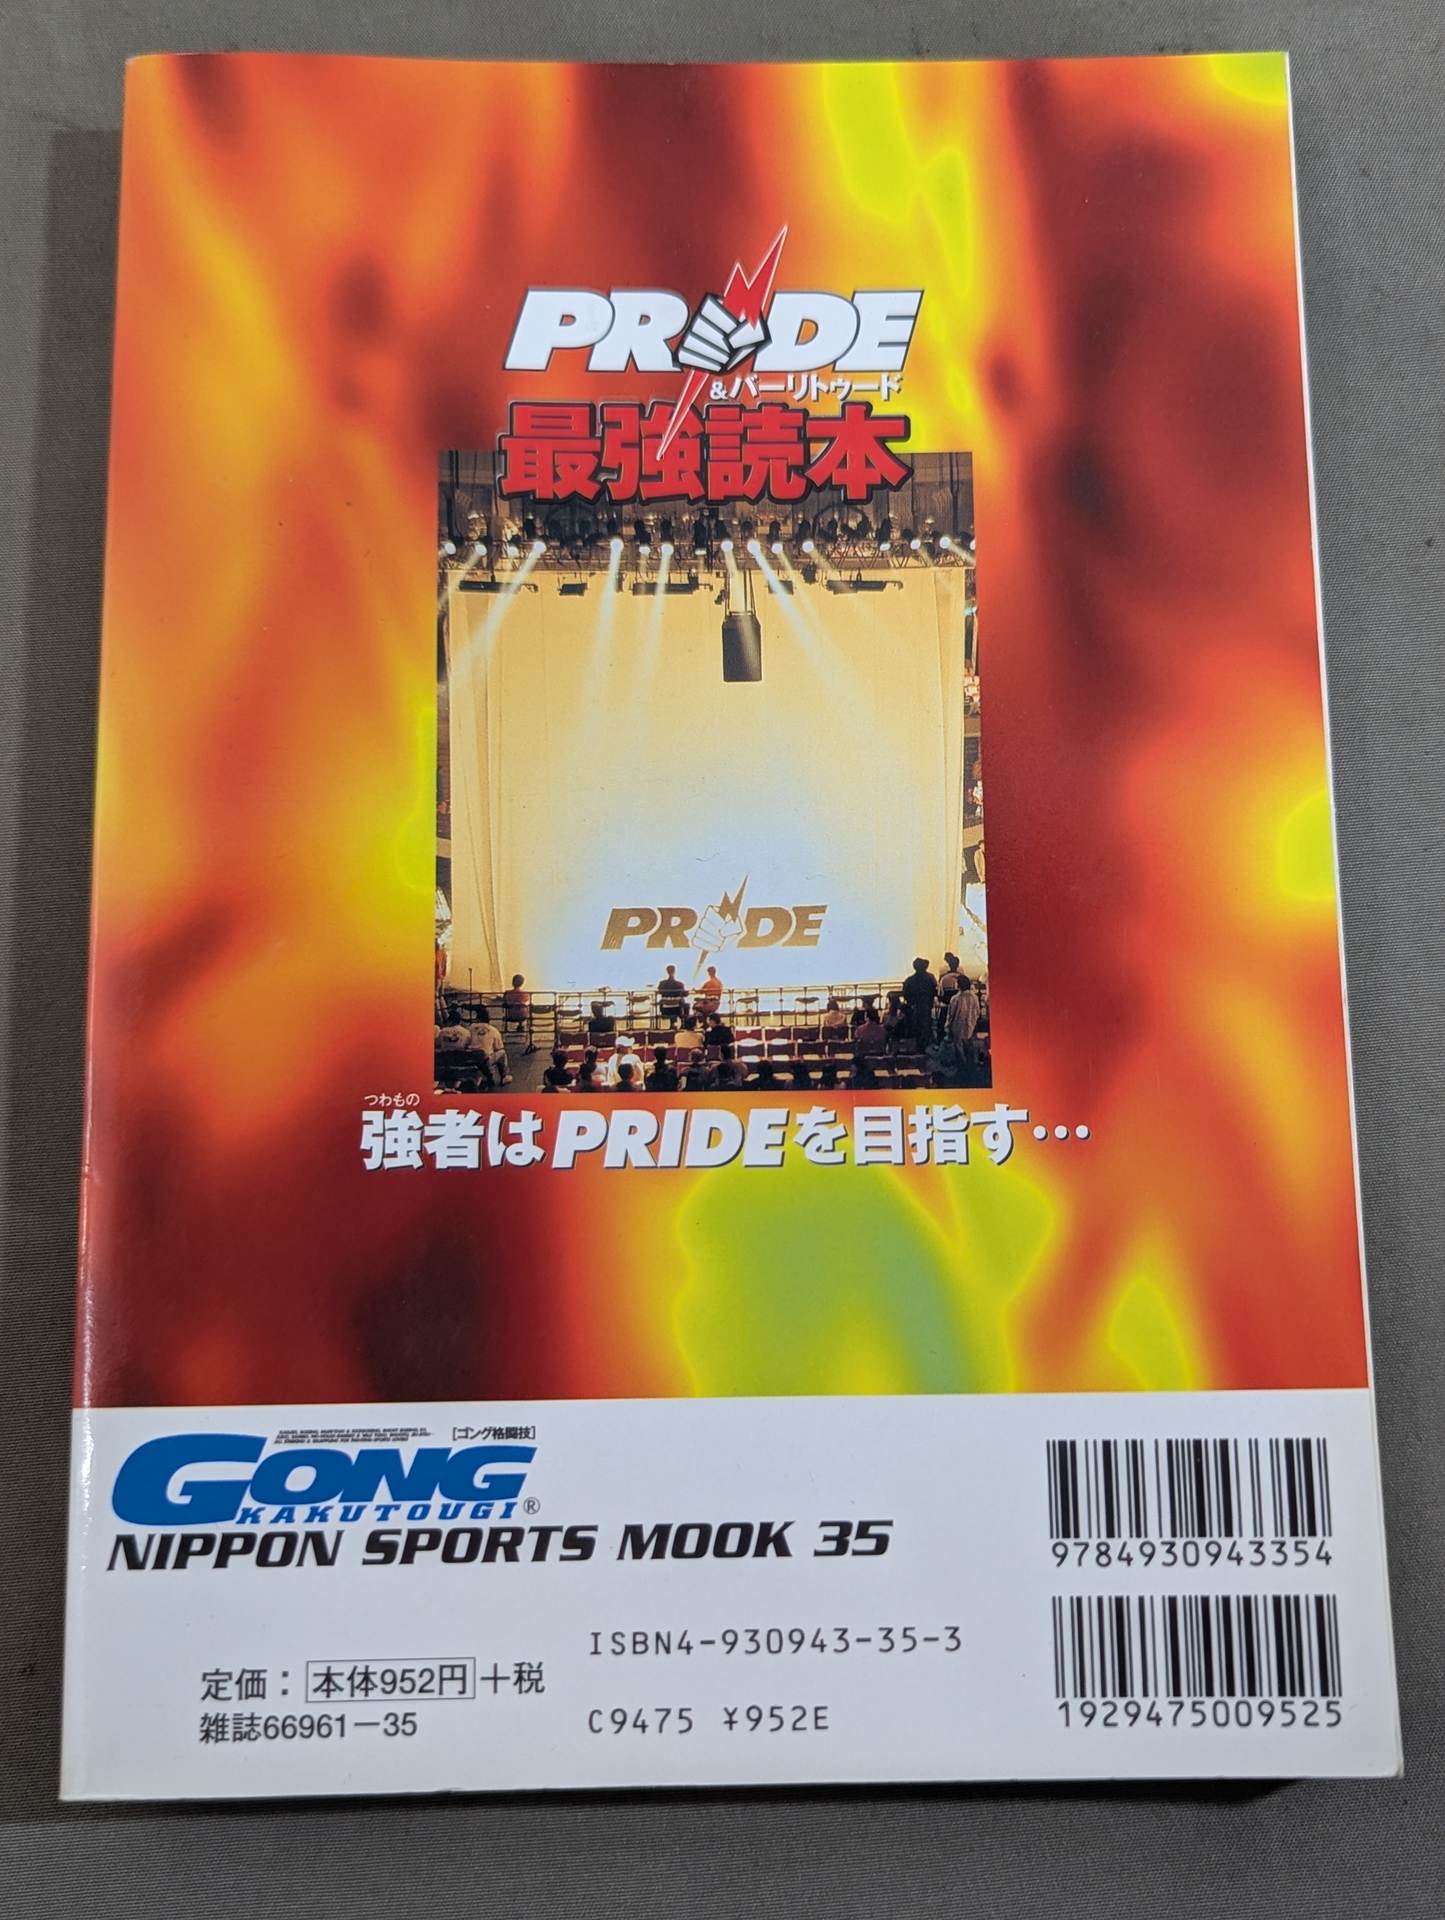 PRIDE
&バーリトゥード
最強読本
PRIDE
つわもの
強者はPRIDEを目指す…
[ゴング格闘技]
GONG
KAKUTOUGI®
NIPPON SPORTS MOOK 35
9784930943354
ISBN4-930943-35-3
定価：本体952円+税
雑誌66961-35
C9475 ¥952E
1929475009525